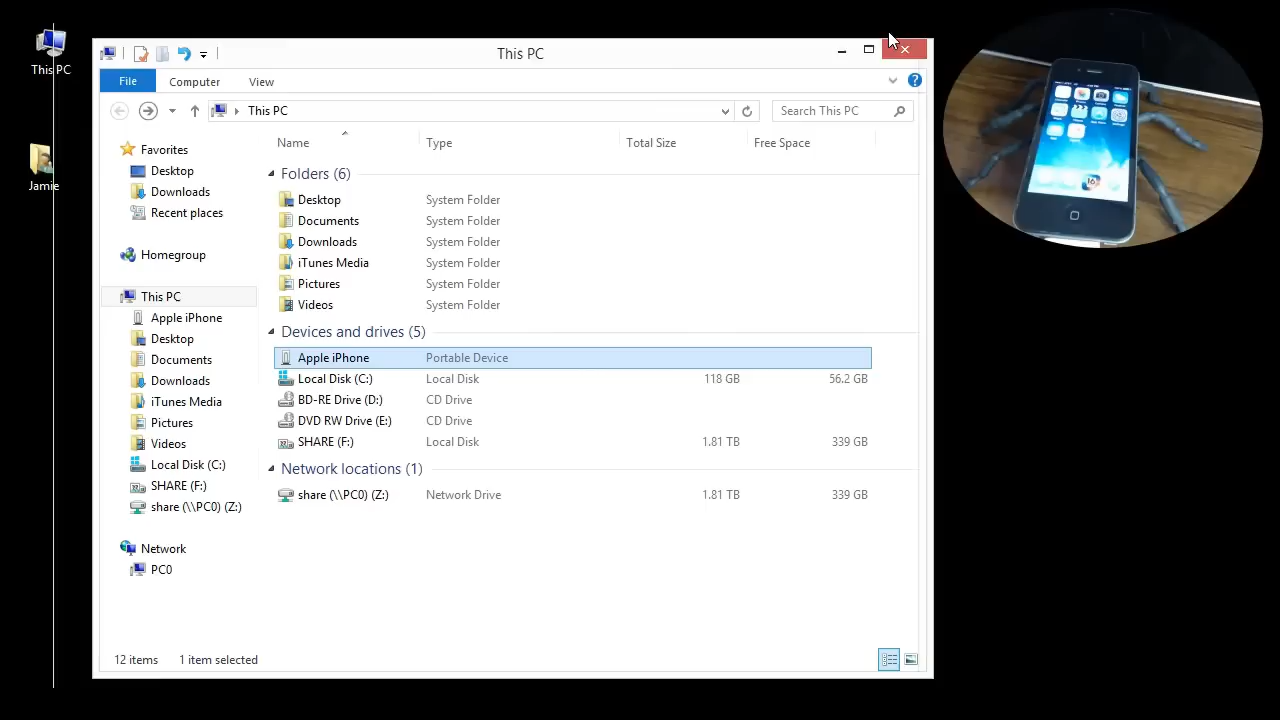 This PC
Jamie
This PC
File
Computer
View
This PC
Search This PC
Name
Type
Total Size
Free Space
Favorites
Desktop
Downloads
Recent places
Homegroup
This PC
Apple iPhone
Desktop
Documents
Downloads
iTunes Media
Pictures
Videos
Local Disk (C:)
SHARE (F:)
share (\\PC0) (Z:)
Network
PC0
Folders (6)
Desktop System Folder
Documents System Folder
Downloads System Folder
iTunes Media System Folder
Pictures System Folder
Videos System Folder
Devices and drives (5)
Apple iPhone Portable Device
Local Disk (C:) Local Disk 118 GB 56.2 GB
BD-RE Drive (D:) CD Drive
DVD RW Drive (E:) CD Drive
SHARE (F:) Local Disk 1.81 TB 339 GB
Network locations (1)
share (\\PC0) (Z:) Network Drive 1.81 TB 339 GB
12 items
1 item selected